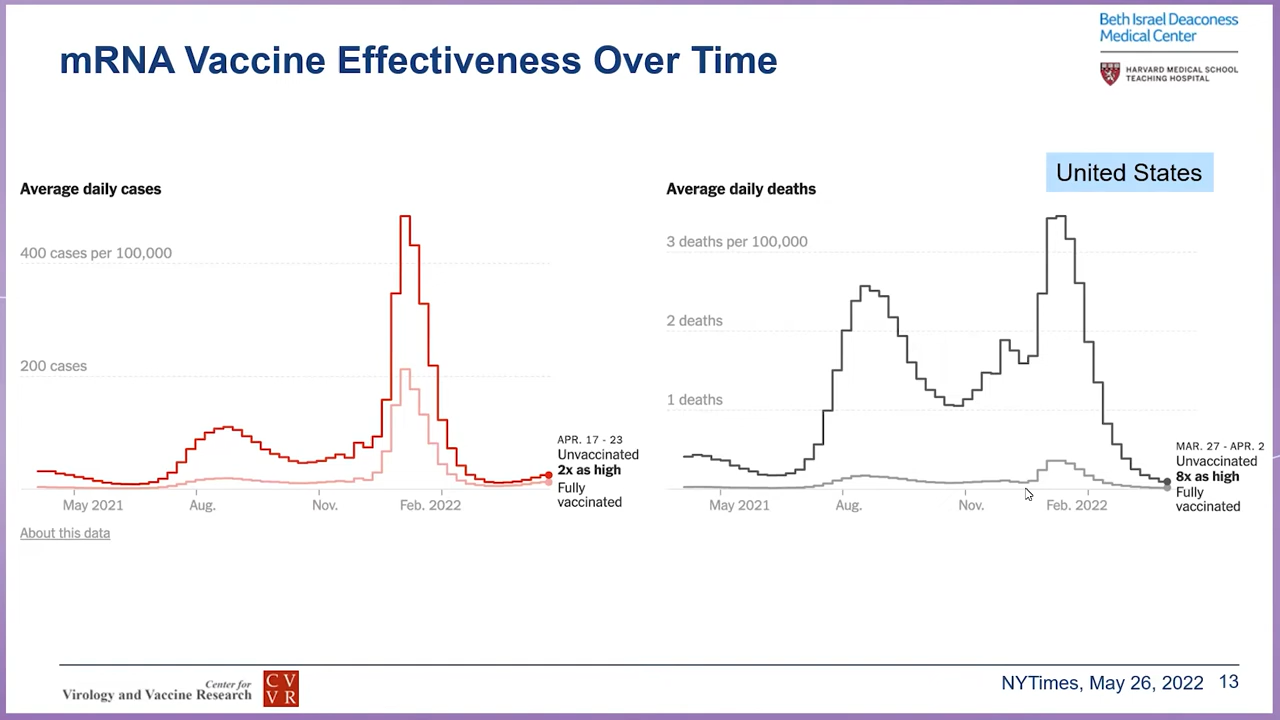 mRNA Vaccine Effectiveness Over Time
Beth Israel Deaconess
Medical Center
HARVARD MEDICAL SCHOOL
TEACHING HOSPITAL
United States
Average daily cases
400 cases per 100,000
200 cases
May 2021
Aug.
Nov.
Feb. 2022
APR. 17 - 23
Unvaccinated
2x as high
Fully
vaccinated
About this data
Average daily deaths
3 deaths per 100,000
2 deaths
1 deaths
May 2021
Aug.
Nov.
Feb. 2022
MAR. 27 - APR. 2
Unvaccinated
8x as high
Fully
vaccinated
Center for
Virology and Vaccine Research
C V
V R
NYTimes, May 26, 2022
13